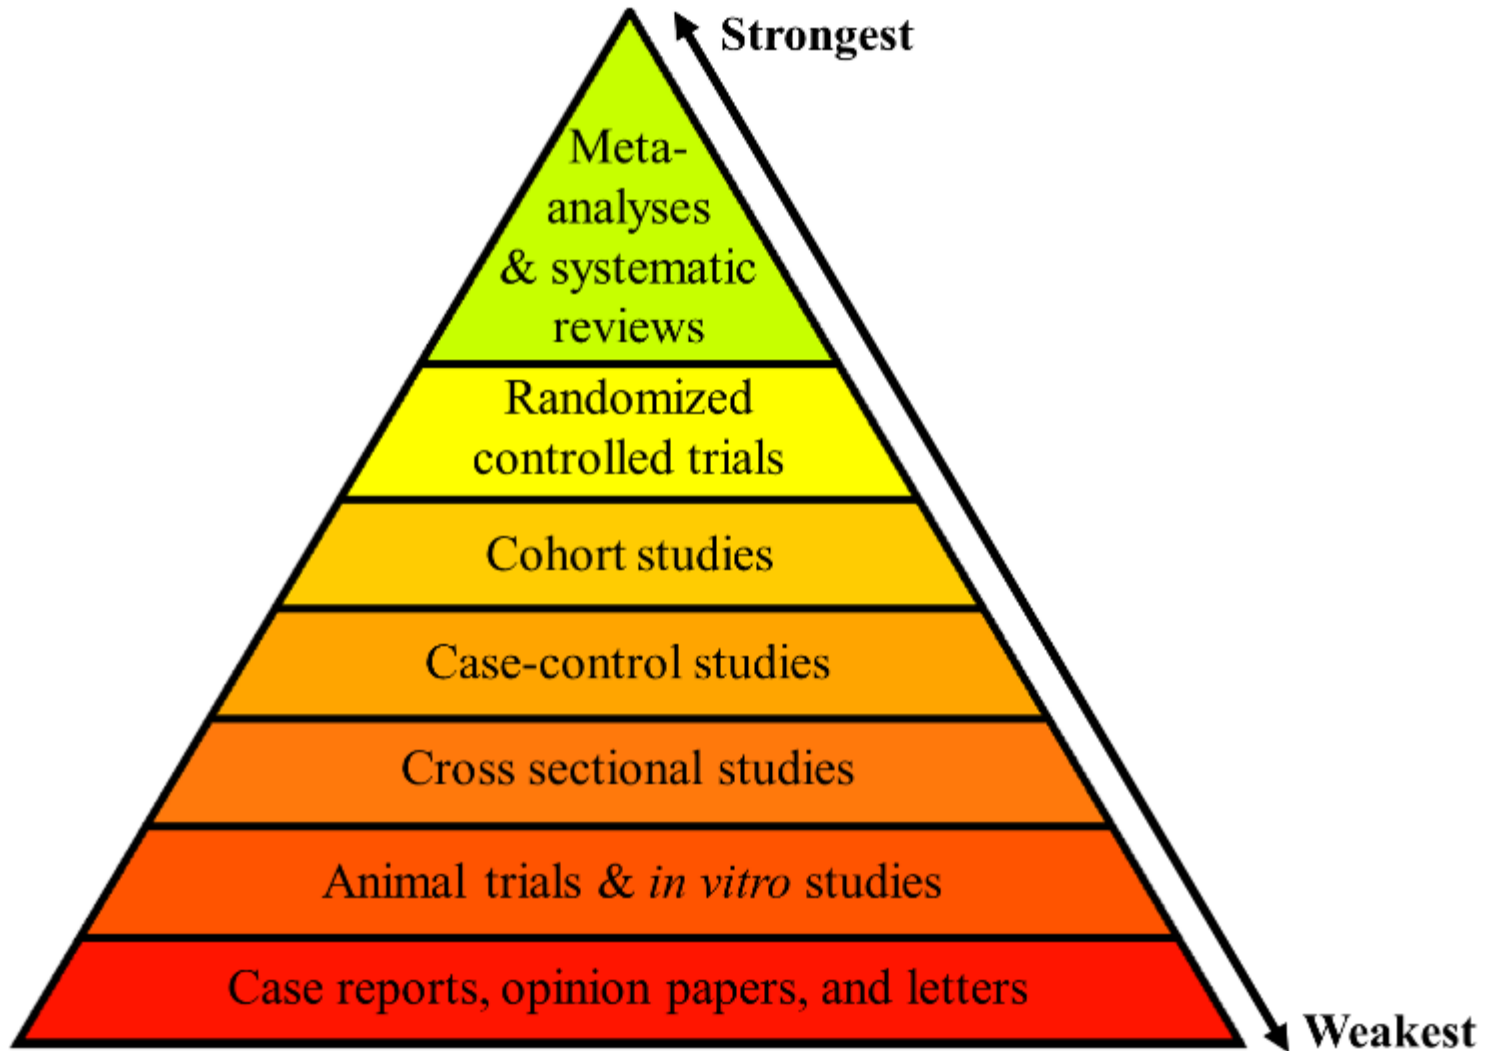 Strongest
Meta-
analyses
& systematic
reviews
Randomized
controlled trials
Cohort studies
Case-control studies
Cross sectional studies
Animal trials & in vitro studies
Case reports, opinion papers, and letters
Weakest